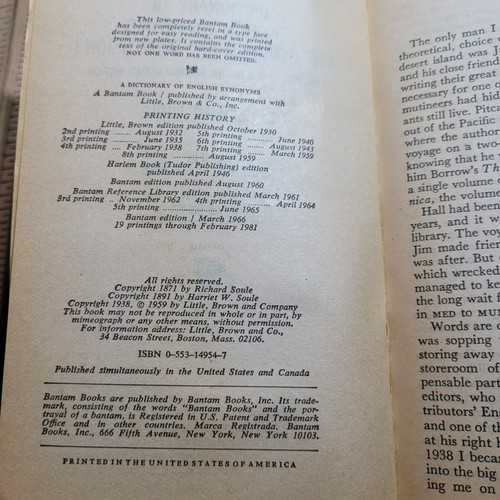 This low-priced Bantam Book
has been completely reset in a type face
designed for easy reading, and was printed
from new plates. It contains the complete
text of the original hard-cover edition.
NOT ONE WORD HAS BEEN OMITTED.
A DICTIONARY OF ENGLISH SYNONYMS
A Bantam Book / published by arrangement with
Little, Brown & Co., Inc.
PRINTING HISTORY
Little, Brown edition published October 1930
2nd printing ...... August 1932 5th printing ...... June 1946
3rd printing ...... June 1935 6th printing ...... August 1943
4th printing .... February 1938 7th printing ...... March 1959
8th printing ...... August 1959
Harlem Book (Tudor Publishing) edition
published April 1946
Bantam edition published August 1960
Bantam Reference Library edition published March 1961
3rd printing .. November 1962 4th printing ...... April 1964
5th printing ...... June 1965
Bantam edition / March 1966
19 printings through February 1981
All rights reserved.
Copyright 1871 by Richard Soule
Copyright 1891 by Harriet W. Soule
Copyright 1938, © 1959 by Little, Brown and Company
This book may not be reproduced in whole or in part, by
mimeograph or any other means, without permission.
For information address: Little, Brown and Co.,
34 Beacon Street, Boston, Mass. 02106.
ISBN 0-553-14954-7
Published simultaneously in the United States and Canada
Bantam Books are published by Bantam Books, Inc. Its trade-
mark, consisting of the words "Bantam Books" and the por-
trayal of a bantam, is Registered in U.S. Patent and Trademark
Office and in other countries. Marca Registrada. Bantam
Books, Inc., 666 Fifth Avenue, New York, New York 10103.
PRINTED IN THE UNITED STATES OF AMERICA
The only man I
theoretical, choice o
desert island was J
and his close friend
writing their great
necessary for one o
mutineers had hid
ants still live. Pitc
out of the Pacific
where the author
voyage on a two-
knowing that he
him Borrow's Th
a single volume
nica, the volume
Hall had been
years, and it wa
library. The voy
Jim made friend
was after. But
which wrecked
managed to ke
the long wait
in MED to MUN
Words are o
was sopping
storing away
storeroom of
pensable part
editors, who
tributors' En
and one of th
at his right h
1938 I becam
into the big
ing me on